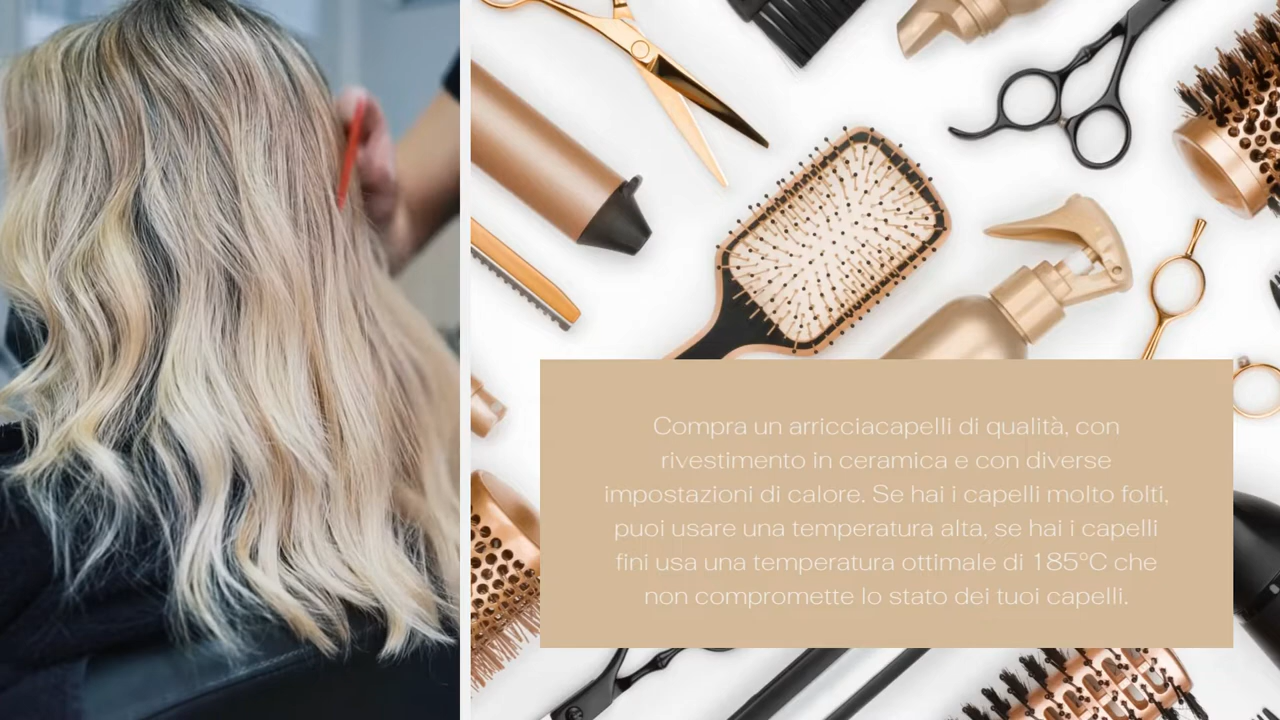 Compra un arricciacapelli di qualità, con
rivestimento in ceramica e con diverse
impostazioni di calore. Se hai i capelli molto folti,
puoi usare una temperatura alta, se hai i capelli
fini usa una temperatura ottimale di 185°C che
non compromette lo stato dei tuoi capelli.